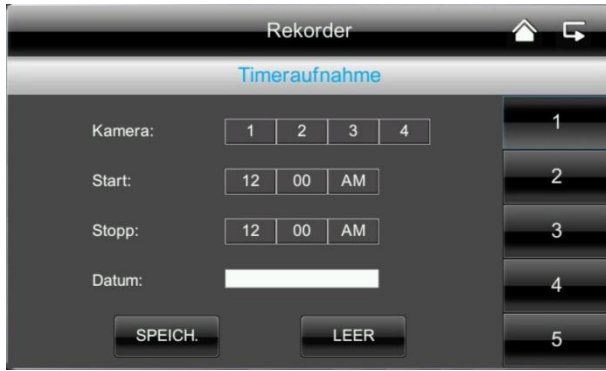 Rekorder
Timeraufnahme
Kamera: 1 2 3 4
Start: 12 00 AM
Stopp: 12 00 AM
Datum:
SPEICH. LEER
1
2
3
4
5